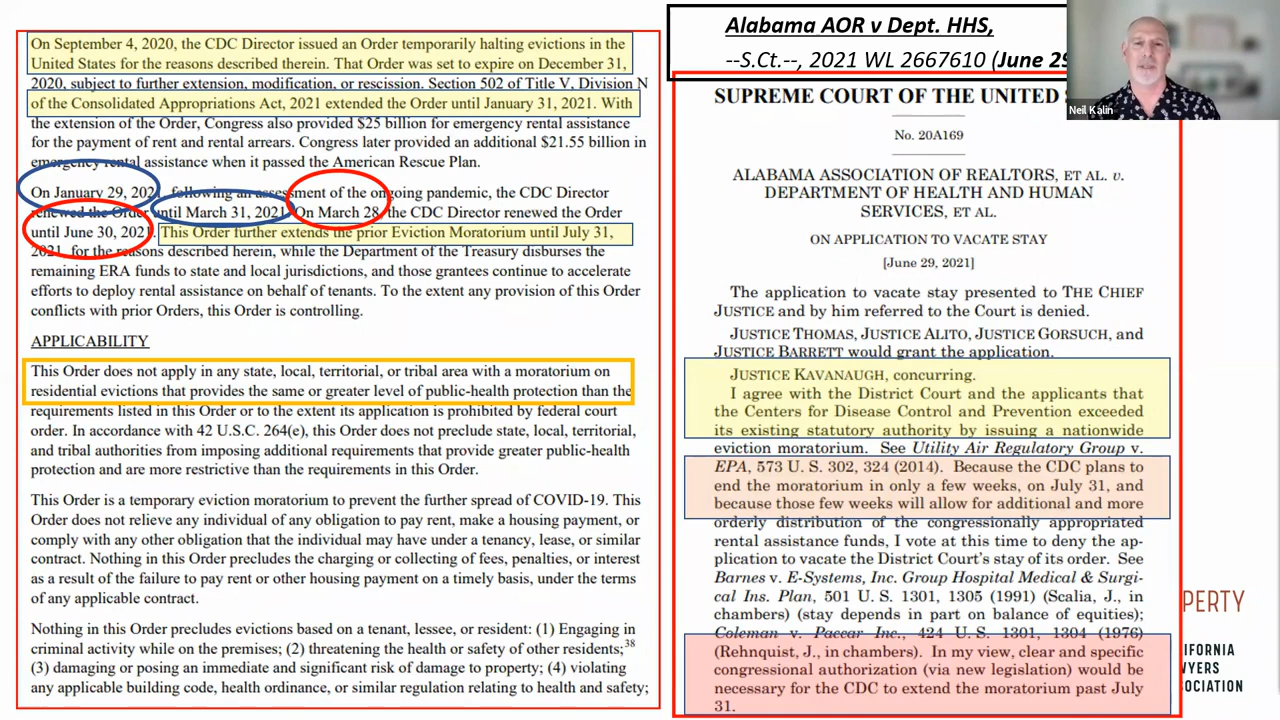 On September 4, 2020, the CDC Director issued an Order temporarily halting evictions in the
United States for the reasons described therein. That Order was set to expire on December 31,
2020, subject to further extension, modification, or rescission. Section 502 of Title V, Division N
of the Consolidated Appropriations Act, 2021 extended the Order until January 31, 2021. With
the extension of the Order, Congress also provided $25 billion for emergency rental assistance
for the payment of rent and rental arrears. Congress later provided an additional $21.55 billion in
emergency rental assistance when it passed the American Rescue Plan.
On January 29, 2021, following an assessment of the ongoing pandemic, the CDC Director
renewed the Order until March 31, 2021. On March 28, the CDC Director renewed the Order
until June 30, 2021. This Order further extends the prior Eviction Moratorium until July 31,
2021, for the reasons described herein, while the Department of the Treasury disburses the
remaining ERA funds to state and local jurisdictions, and those grantees continue to accelerate
efforts to deploy rental assistance on behalf of tenants. To the extent any provision of this Order
conflicts with prior Orders, this Order is controlling.
APPLICABILITY
This Order does not apply in any state, local, territorial, or tribal area with a moratorium on
residential evictions that provides the same or greater level of public-health protection than the
requirements listed in this Order or to the extent its application is prohibited by federal court
order. In accordance with 42 U.S.C. 264(e), this Order does not preclude state, local, territorial,
and tribal authorities from imposing additional requirements that provide greater public-health
protection and are more restrictive than the requirements in this Order.
This Order is a temporary eviction moratorium to prevent the further spread of COVID-19. This
Order does not relieve any individual of any obligation to pay rent, make a housing payment, or
comply with any other obligation that the individual may have under a tenancy, lease, or similar
contract. Nothing in this Order precludes the charging or collecting of fees, penalties, or interest
as a result of the failure to pay rent or other housing payment on a timely basis, under the terms
of any applicable contract.
Nothing in this Order precludes evictions based on a tenant, lessee, or resident: (1) Engaging in
criminal activity while on the premises; (2) threatening the health or safety of other residents;38
(3) damaging or posing an immediate and significant risk of damage to property; (4) violating
any applicable building code, health ordinance, or similar regulation relating to health and safety;
Alabama AOR v Dept. HHS,
--S.Ct.--, 2021 WL 2667610 (June 29
Neil Kalin
SUPREME COURT OF THE UNITED S
No. 20A169
ALABAMA ASSOCIATION OF REALTORS, ET AL. v.
DEPARTMENT OF HEALTH AND HUMAN
SERVICES, ET AL.
ON APPLICATION TO VACATE STAY
[June 29, 2021]
The application to vacate stay presented to THE CHIEF
JUSTICE and by him referred to the Court is denied.
JUSTICE THOMAS, JUSTICE ALITO, JUSTICE GORSUCH, and
JUSTICE BARRETT would grant the application.
JUSTICE KAVANAUGH, concurring.
I agree with the District Court and the applicants that
the Centers for Disease Control and Prevention exceeded
its existing statutory authority by issuing a nationwide
eviction moratorium. See Utility Air Regulatory Group v.
EPA, 573 U. S. 302, 324 (2014). Because the CDC plans to
end the moratorium in only a few weeks, on July 31, and
because those few weeks will allow for additional and more
orderly distribution of the congressionally appropriated
rental assistance funds, I vote at this time to deny the ap-
plication to vacate the District Court's stay of its order. See
Barnes v. E-Systems, Inc. Group Hospital Medical & Surgi-
cal Ins. Plan, 501 U. S. 1301, 1305 (1991) (Scalia, J., in
chambers) (stay depends in part on balance of equities);
Coleman v. Paccar Inc., 424 U. S. 1301, 1304 (1976)
(Rehnquist, J., in chambers). In my view, clear and specific
congressional authorization (via new legislation) would be
necessary for the CDC to extend the moratorium past July
31.
PERTY
IFORNIA
WYERS
OCIATION